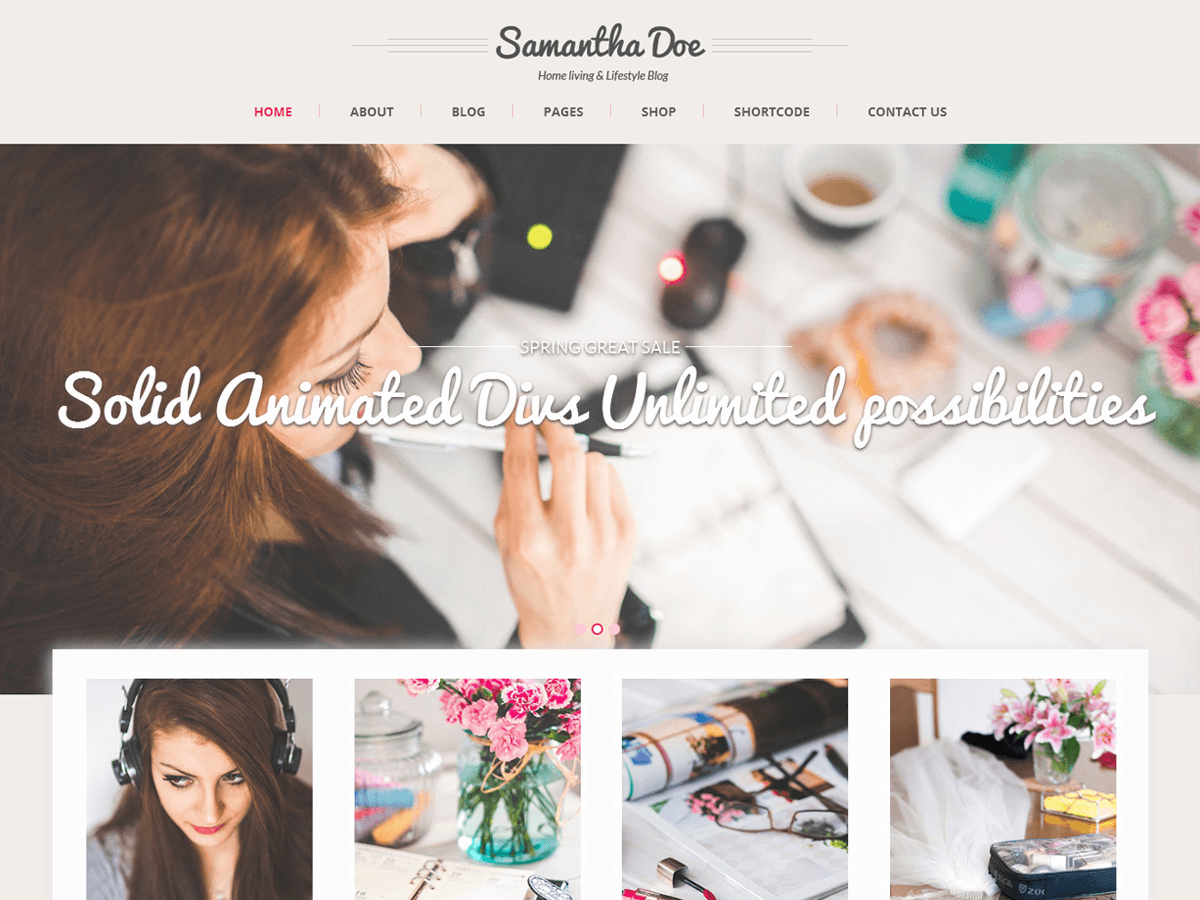 Samantha Doe
Home living & Lifestyle Blog
HOME ABOUT BLOG PAGES SHOP SHORTCODE CONTACT US
SPRING GREAT SALE
Solid Animated Divs Unlimited possibilities